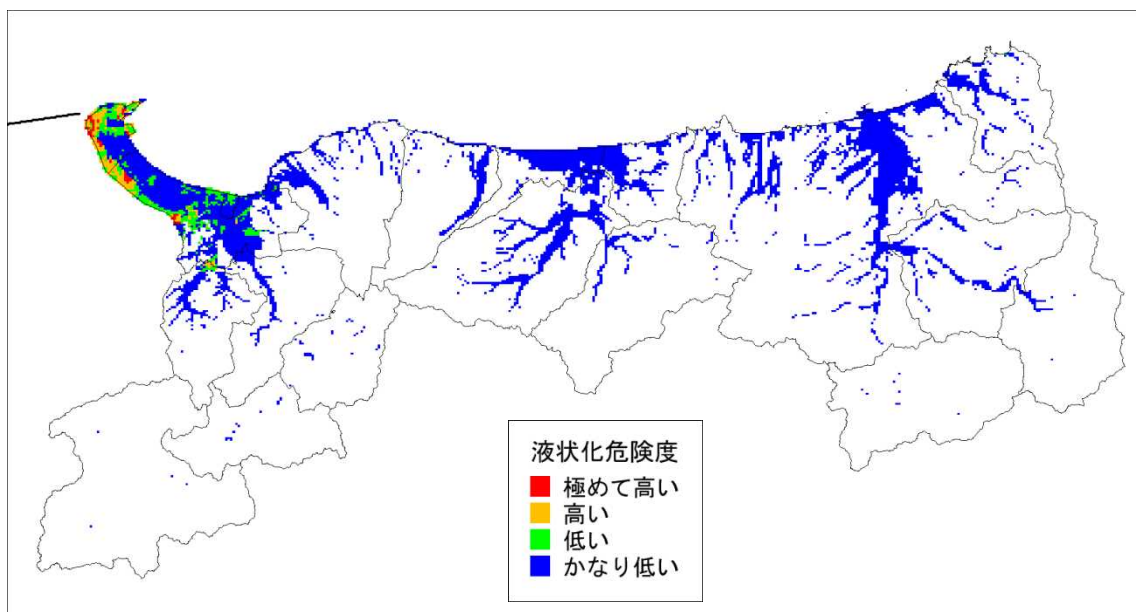 液状化危険度
極めて高い
高い
低い
かなり低い